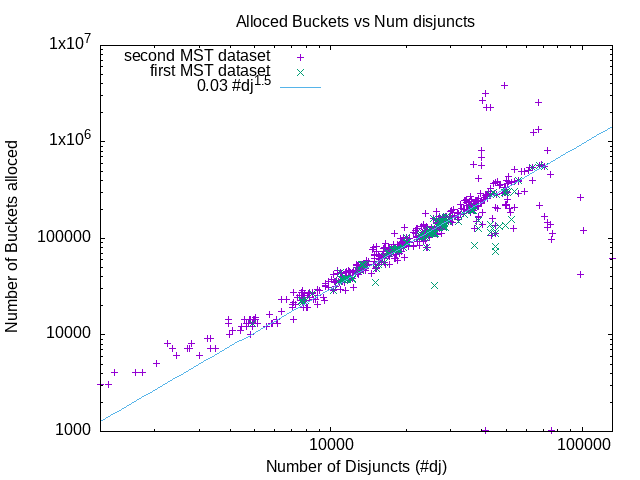 Alloced Buckets vs Num disjuncts
1x10^7
second MST dataset
first MST dataset
0.03 #dj^1.5
1x10^6
100000
10000
1000
Number of Buckets alloced
10000
100000
Number of Disjuncts (#dj)